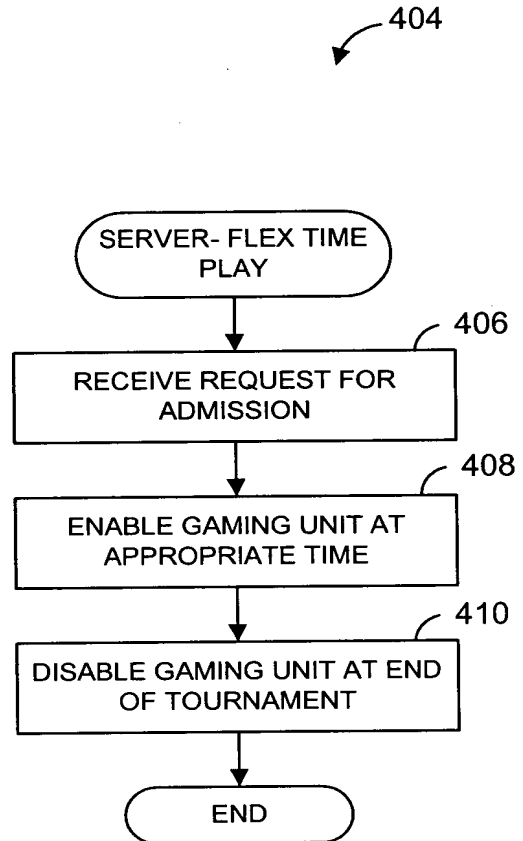 404
SERVER- FLEX TIME
PLAY
406
RECEIVE REQUEST FOR
ADMISSION
408
ENABLE GAMING UNIT AT
APPROPRIATE TIME
410
DISABLE GAMING UNIT AT END
OF TOURNAMENT
END